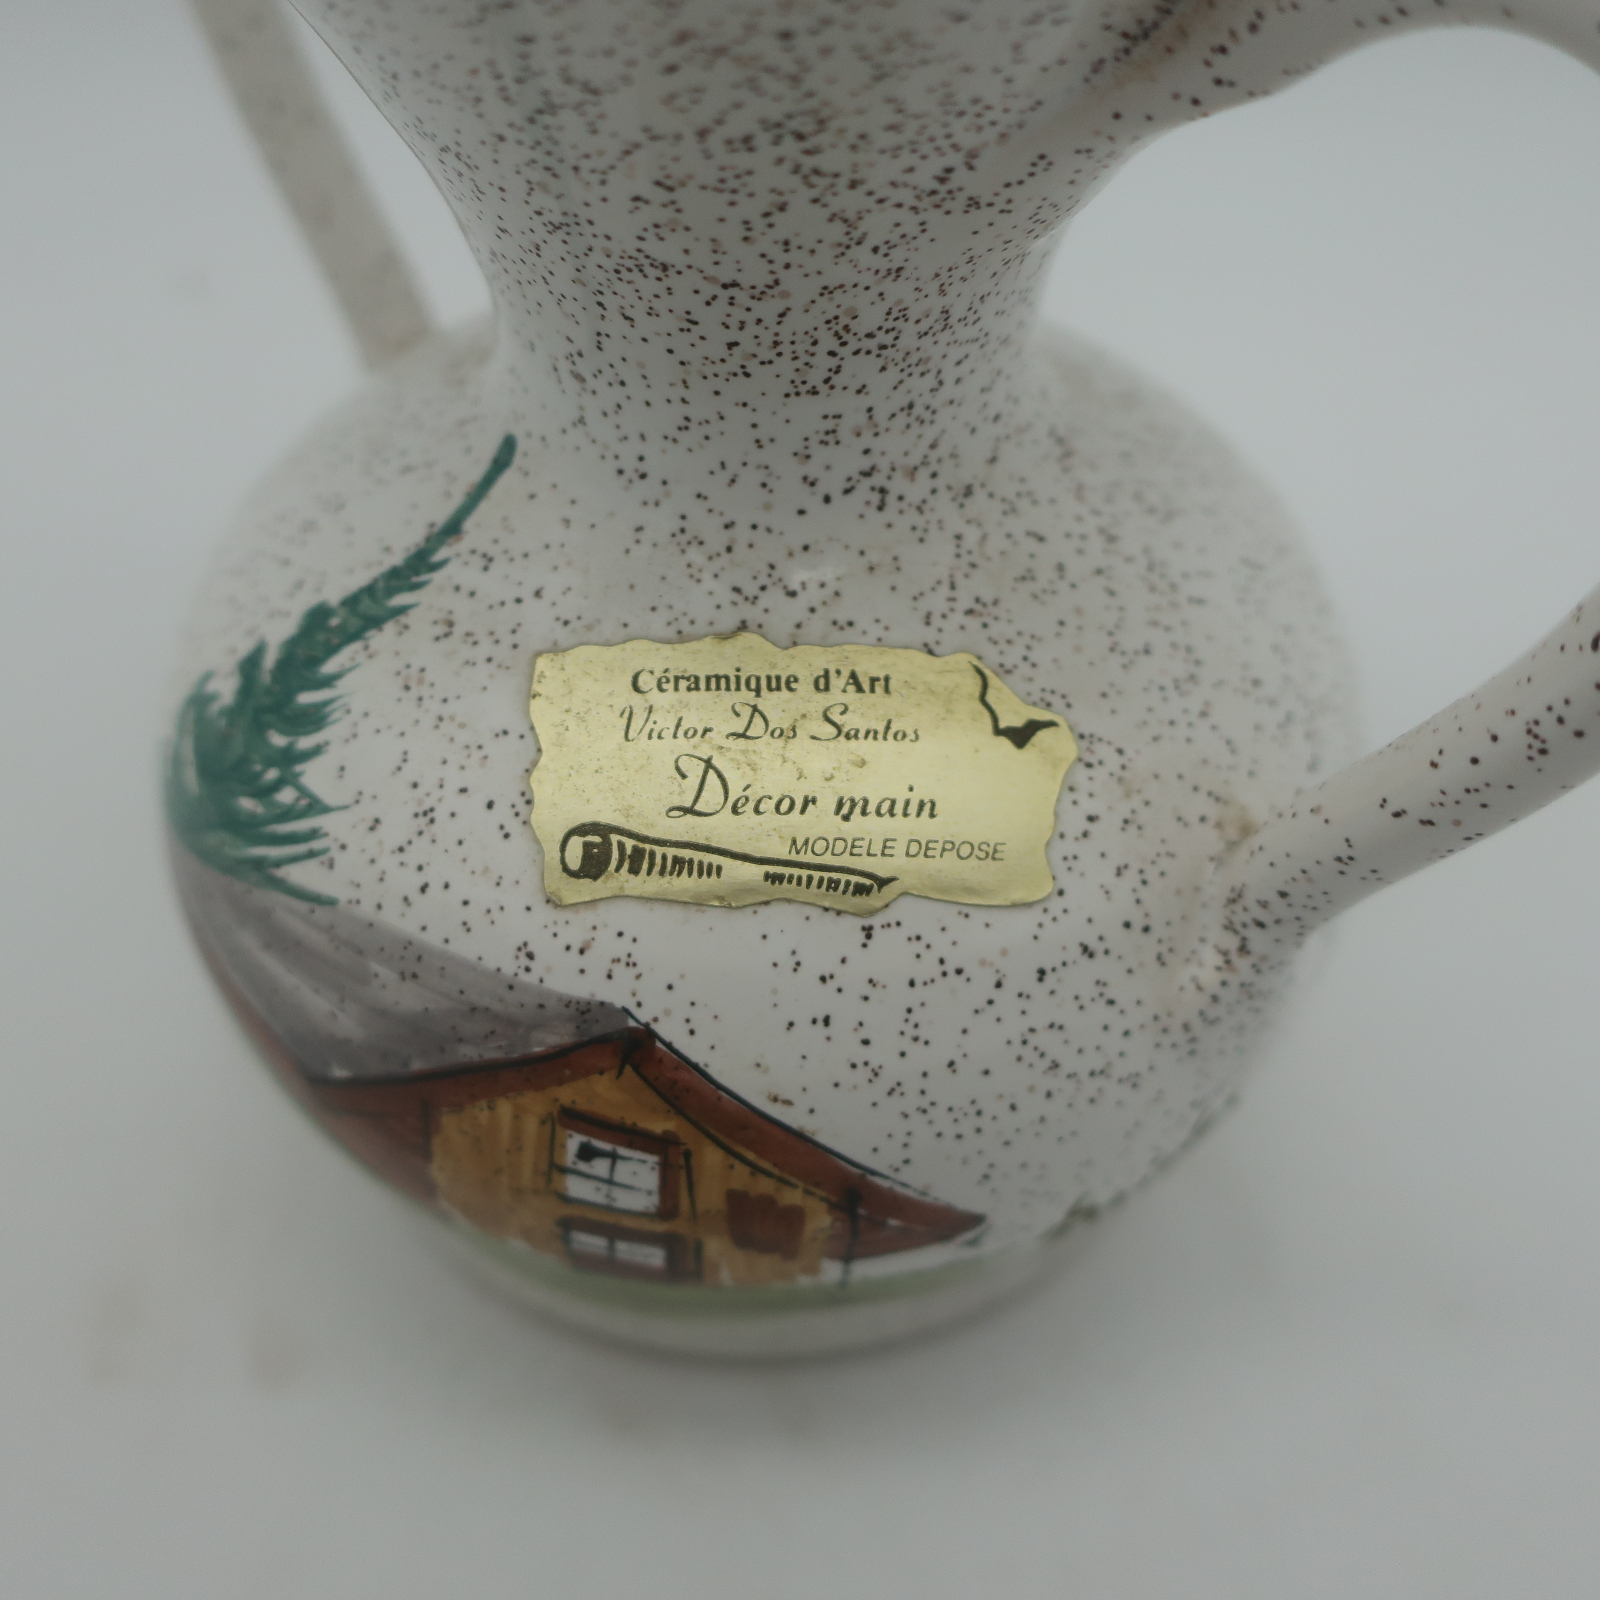 Céramique d'Art
Victor Dos Santos
Décor main
MODELE DEPOSE